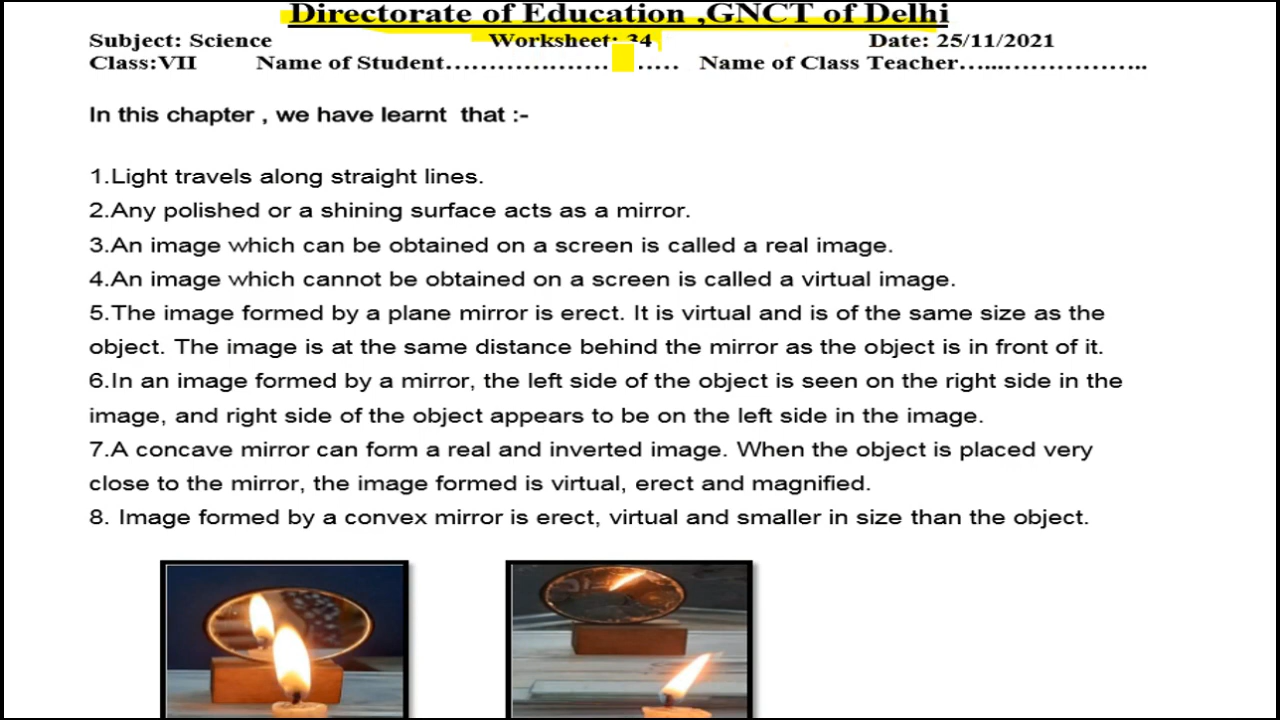 Directorate of Education ,GNCT of Delhi
Subject: Science Worksheet: 34 Date: 25/11/2021
Class:VII Name of Student……………… ….. Name of Class Teacher…...……………..
In this chapter , we have learnt that :-
1.Light travels along straight lines.
2.Any polished or a shining surface acts as a mirror.
3.An image which can be obtained on a screen is called a real image.
4.An image which cannot be obtained on a screen is called a virtual image.
5.The image formed by a plane mirror is erect. It is virtual and is of the same size as the
object. The image is at the same distance behind the mirror as the object is in front of it.
6.In an image formed by a mirror, the left side of the object is seen on the right side in the
image, and right side of the object appears to be on the left side in the image.
7.A concave mirror can form a real and inverted image. When the object is placed very
close to the mirror, the image formed is virtual, erect and magnified.
8. Image formed by a convex mirror is erect, virtual and smaller in size than the object.